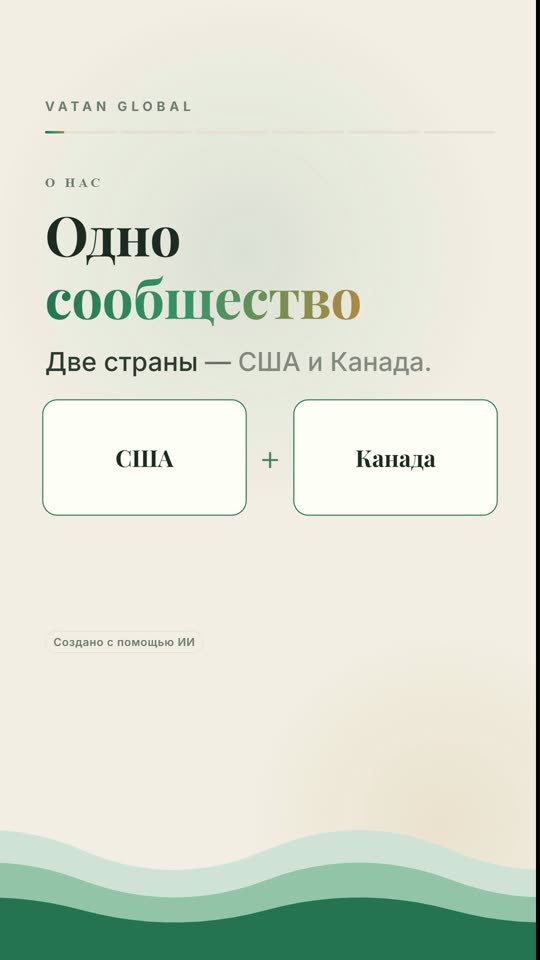 VATAN GLOBAL
О НАС
Одно
сообщество
Две страны — США и Канада.
США + Канада
Создано с помощью ИИ